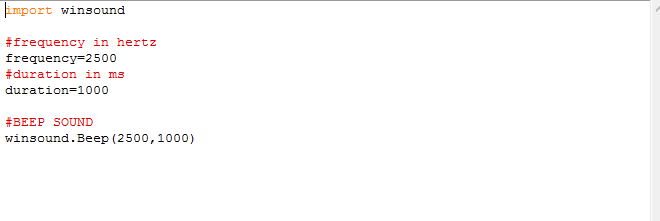 import winsound
#frequency in hertz
frequency=2500
#duration in ms
duration=1000
#BEEP SOUND
winsound.Beep(2500,1000)